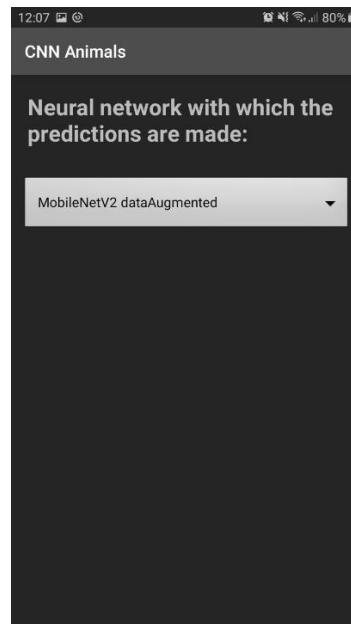 12:07 80%
CNN Animals
Neural network with which the
predictions are made:
MobileNetV2 dataAugmented